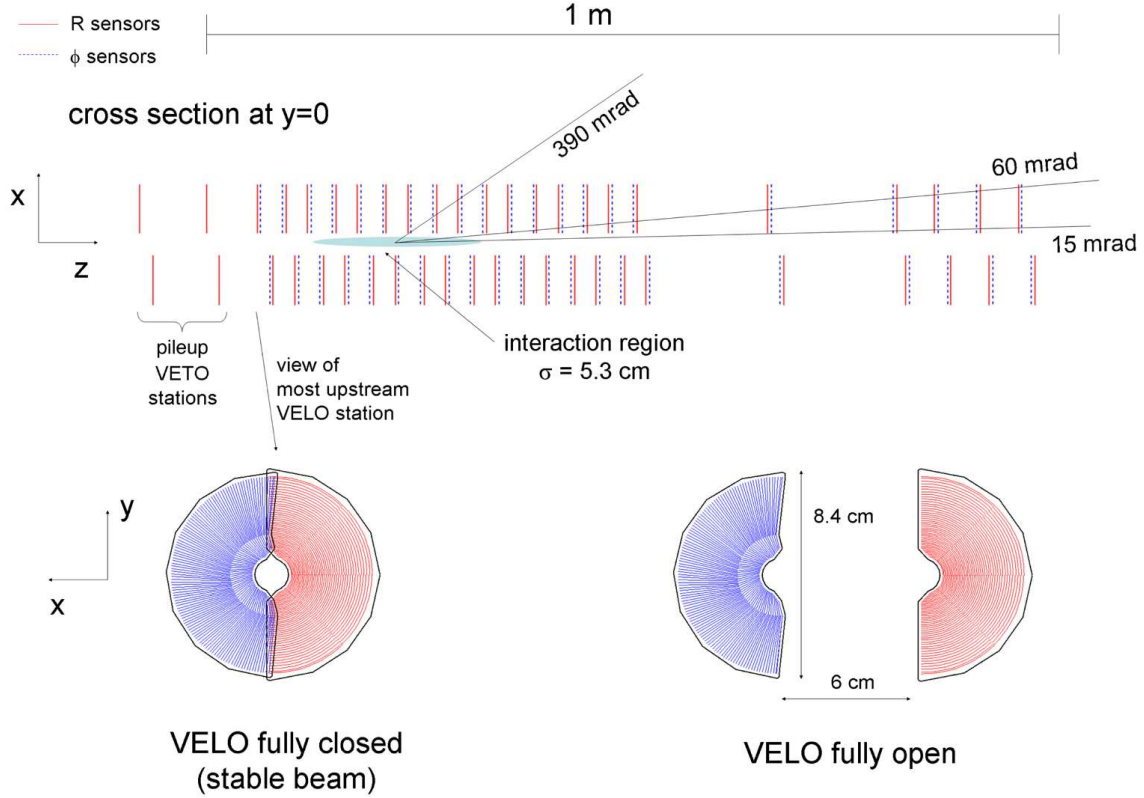 R sensors
ϕ sensors
1 m
cross section at y=0
390 mrad
60 mrad
15 mrad
x
z
pileup
VETO
stations
view of
most upstream
VELO station
interaction region
σ = 5.3 cm
y
x
8.4 cm
6 cm
VELO fully closed
(stable beam)
VELO fully open